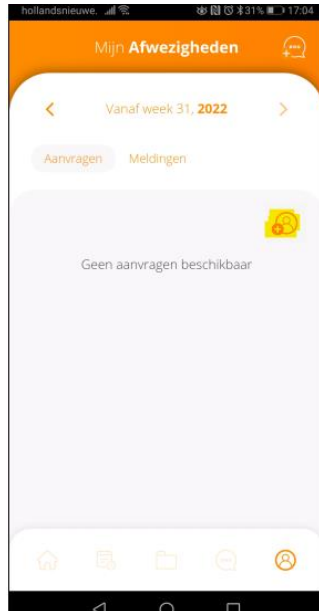 hollandsnieuwe. 31% 17:04
Mijn Afwezigheden
Vanaf week 31, 2022
Aanvragen Meldingen
Geen aanvragen beschikbaar